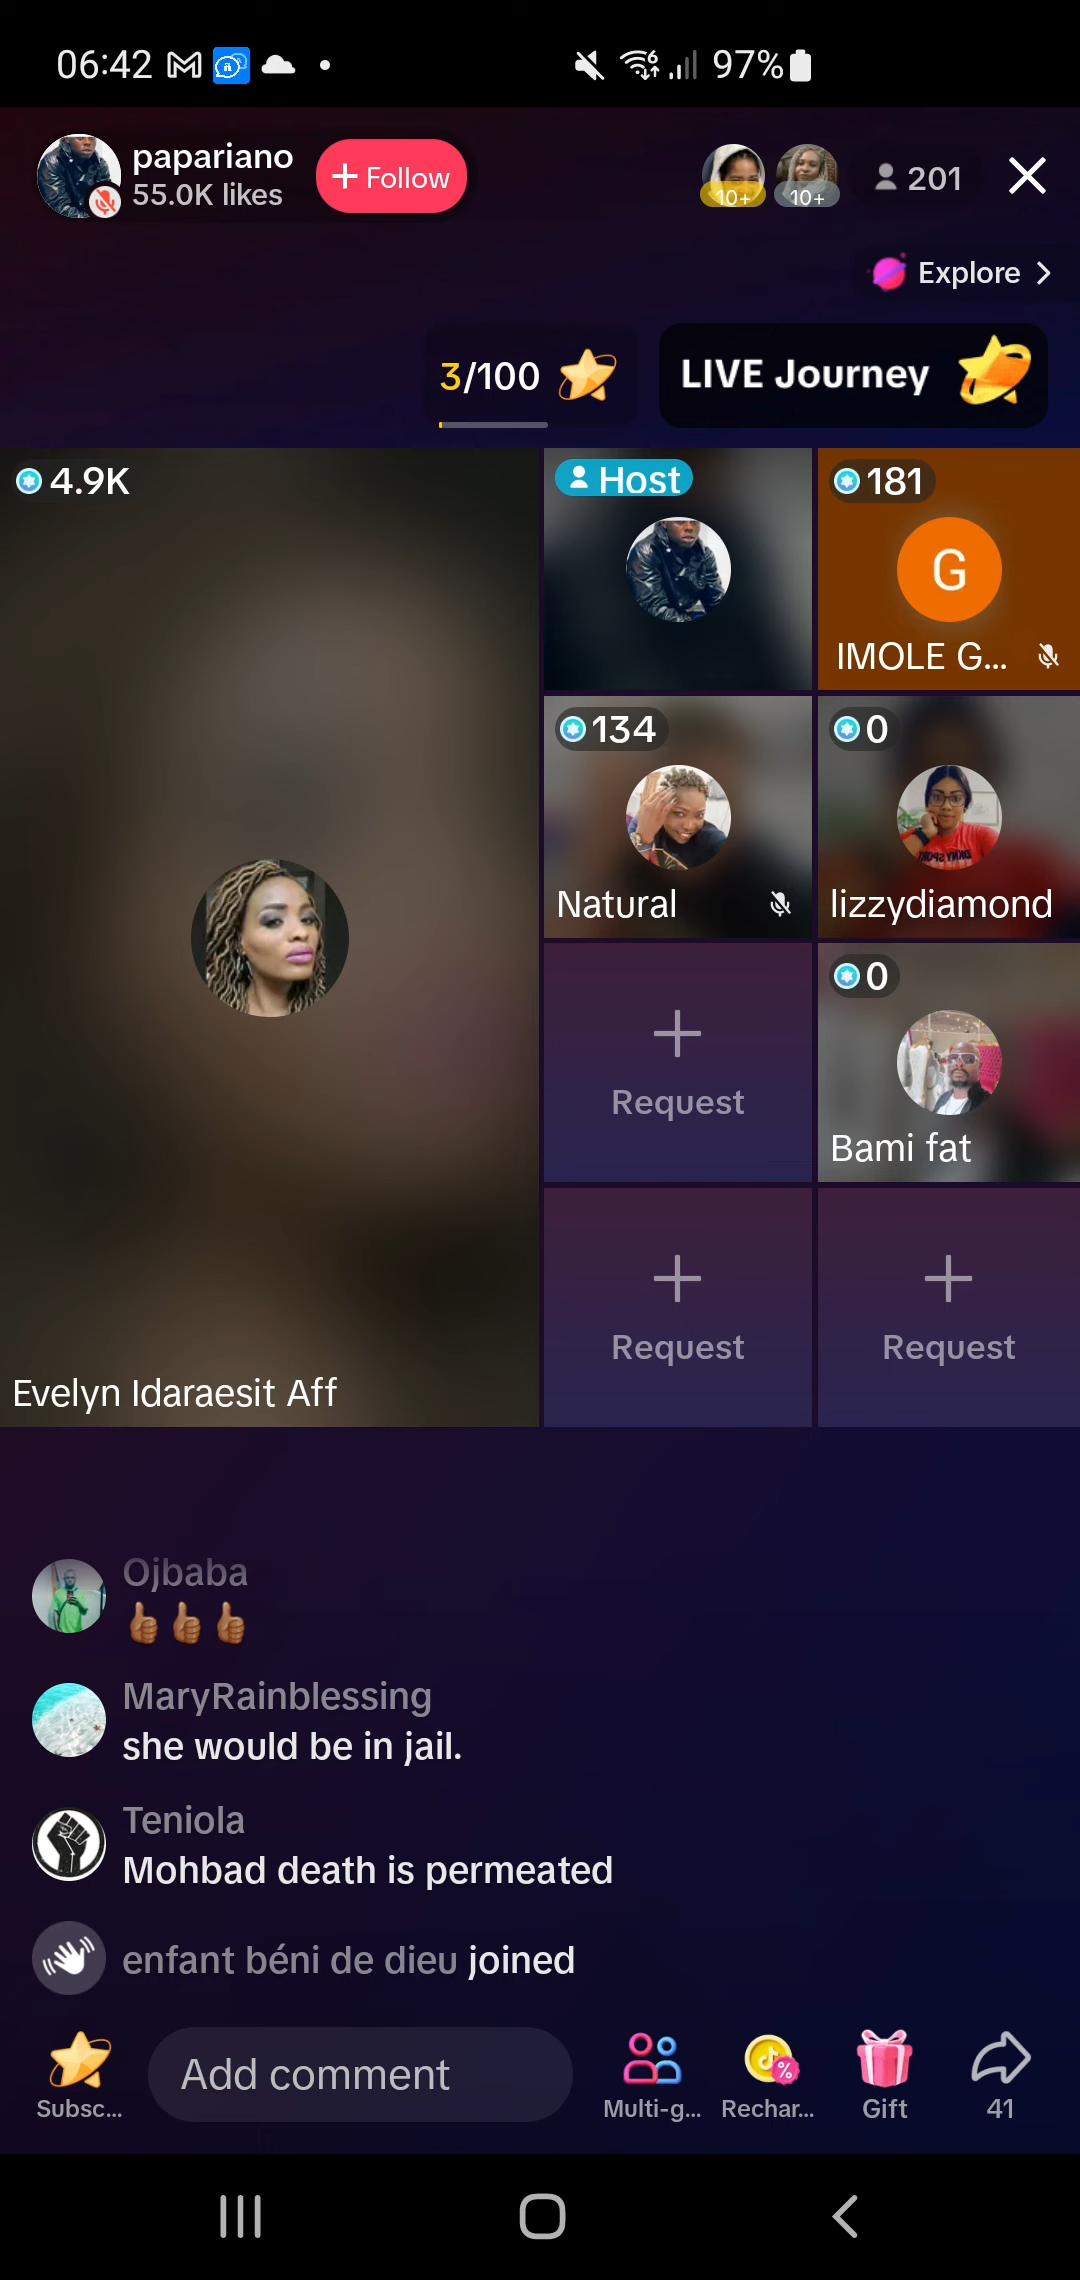 06:42
97%
papariano
55.0K likes
+ Follow
10+
10+
201
Explore
3/100
LIVE Journey
4.9K
Host
181
G
IMOLE G...
134
Natural
0
lizzydiamond
Request
0
Bami fat
Request
Request
Evelyn Idaraesit Aff
Ojbaba
👍🏾👍🏾👍🏾
MaryRainblessing
she would be in jail.
Teniola
Mohbad death is permeated
enfant béni de dieu joined
Subsc...
Add comment
Multi-g...
Rechar...
Gift
41